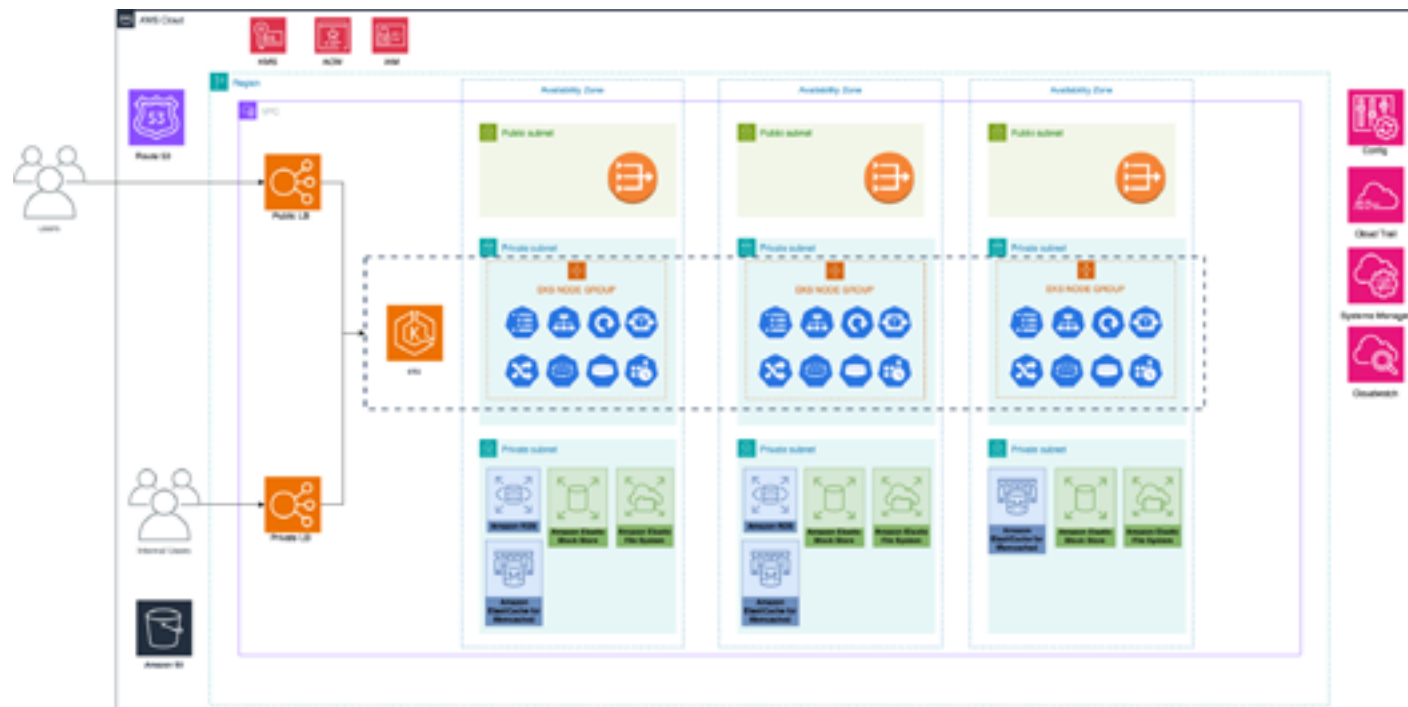 AWS Cloud
KMS
ACM
IAM
Region
Availability Zone
Availability Zone
Availability Zone
VPC
53
Route 53
Public subnet
Public subnet
Public subnet
Config
Users
Public LB
Cloud Trail
Private subnet
Private subnet
Private subnet
EKS NODE GROUP
EKS NODE GROUP
EKS NODE GROUP
K
Systems Manager
Cloudwatch
Private subnet
Private subnet
Private subnet
Amazon RDS
Amazon Elastic
Block Store
Amazon Elastic
File System
Amazon RDS
Amazon Elastic
Block Store
Amazon Elastic
File System
Amazon
ElastiCache for
Memcached
Amazon Elastic
Block Store
Amazon Elastic
File System
Internal Users
Private LB
Amazon
ElastiCache for
Memcached
Amazon
ElastiCache for
Memcached
Amazon S3